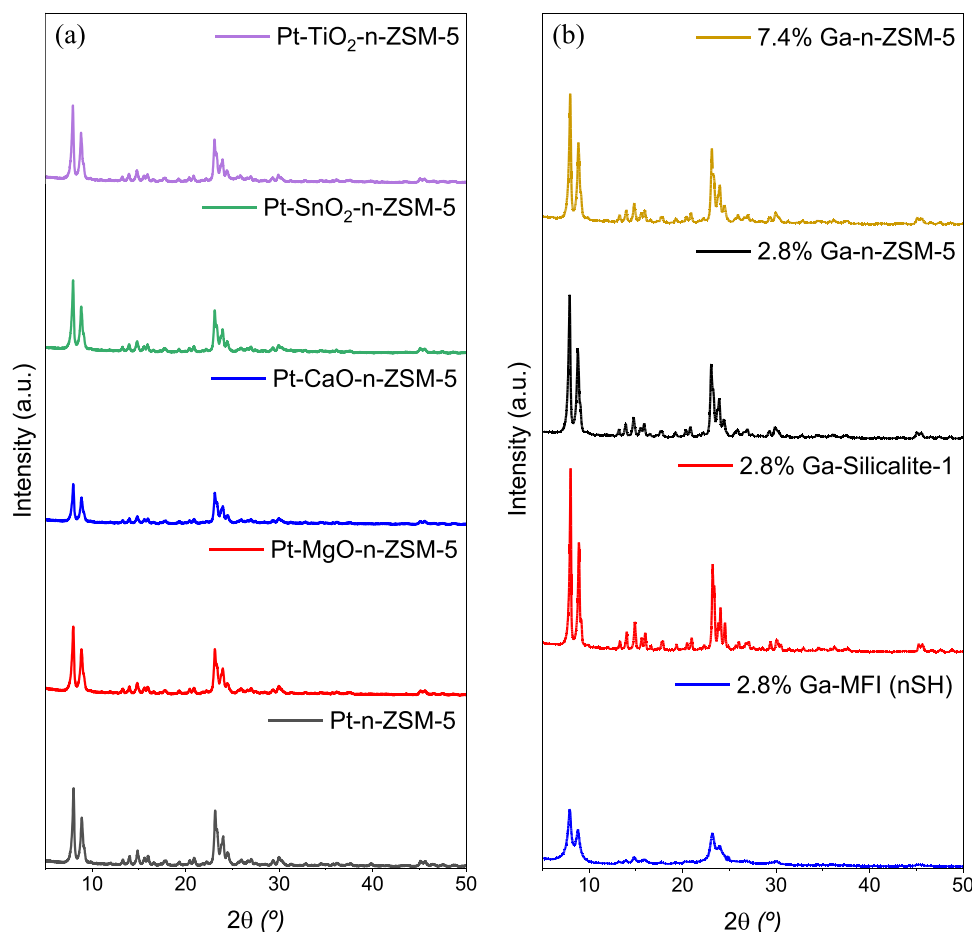 (a)
Pt-TiO₂-n-ZSM-5
Pt-SnO₂-n-ZSM-5
Pt-CaO-n-ZSM-5
Pt-MgO-n-ZSM-5
Pt-n-ZSM-5
Intensity (a.u.)
10 20 30 40 50
2θ (º)
(b)
7.4% Ga-n-ZSM-5
2.8% Ga-n-ZSM-5
2.8% Ga-Silicalite-1
2.8% Ga-MFI (nSH)
Intensity (a.u.)
10 20 30 40 50
2θ (º)